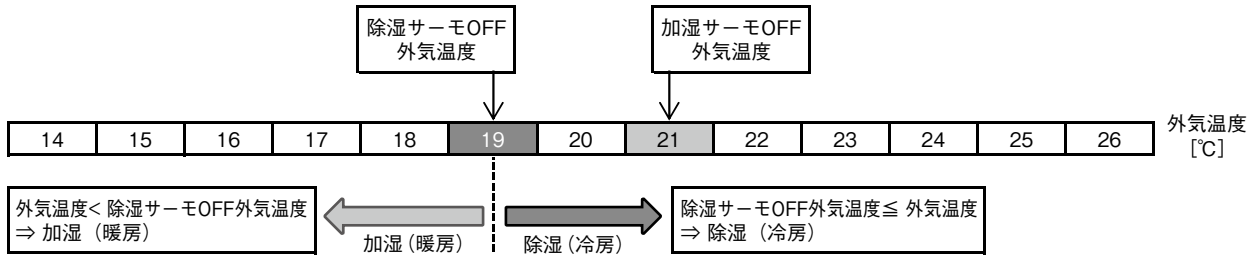 除湿サーモOFF
外気温度
加湿サーモOFF
外気温度
14 15 16 17 18 19 20 21 22 23 24 25 26
外気温度
[℃]
外気温度< 除湿サーモOFF外気温度
⇒ 加湿（暖房）
加湿（暖房）
除湿（冷房）
除湿サーモOFF外気温度≦ 外気温度
⇒ 除湿（冷房）